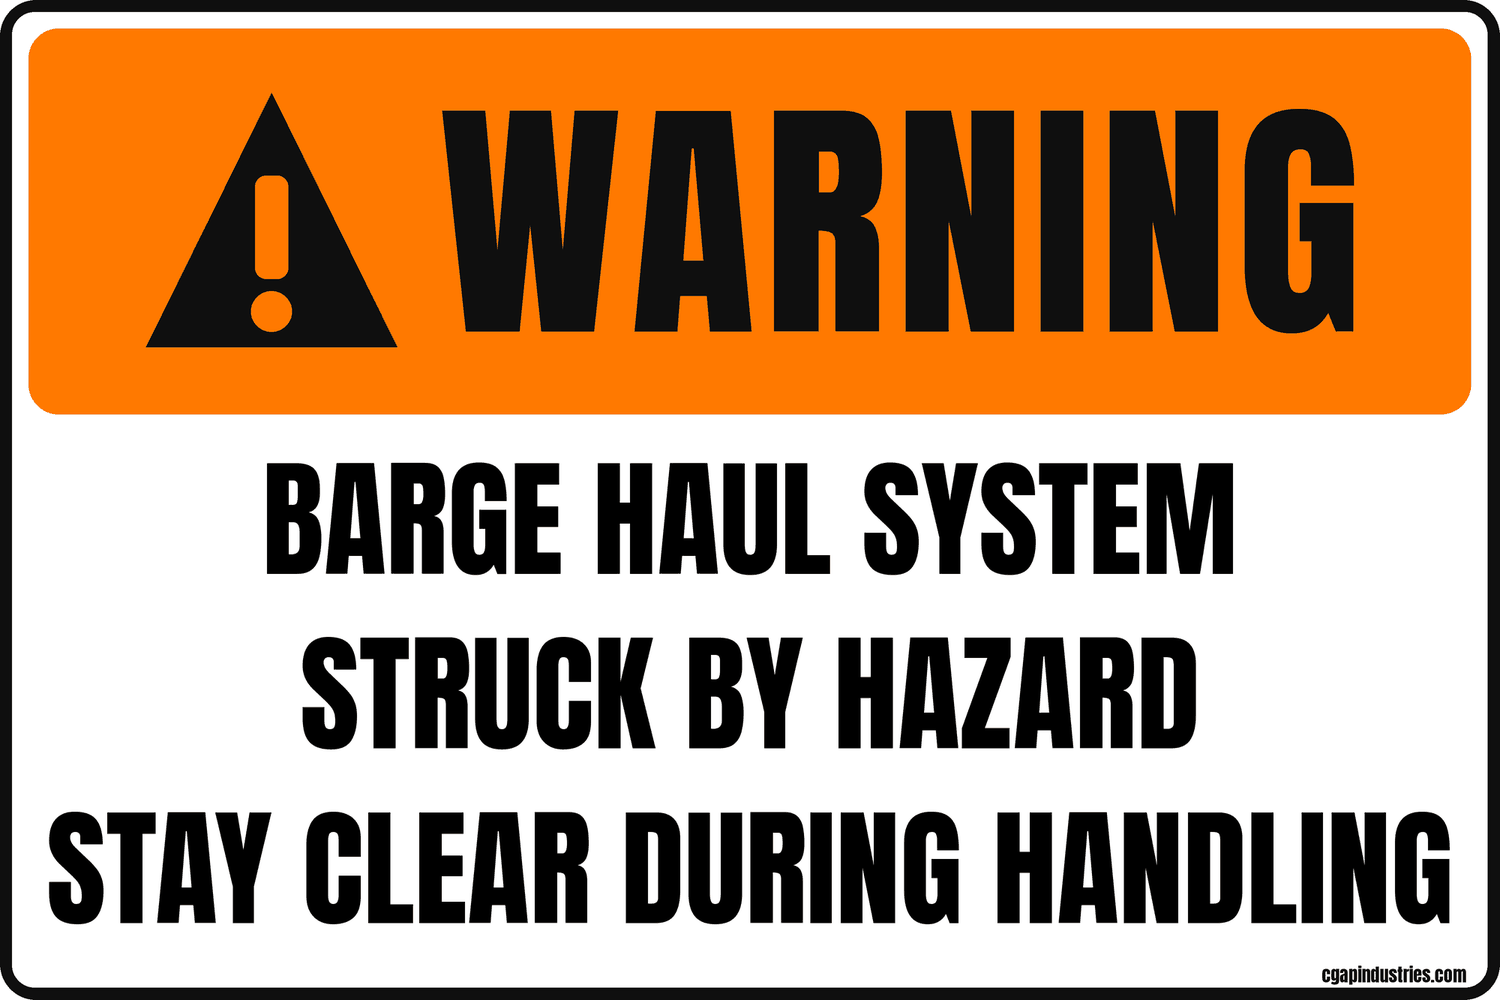 WARNING
BARGE HAUL SYSTEM
STRUCK BY HAZARD
STAY CLEAR DURING HANDLING
cgapindustries.com